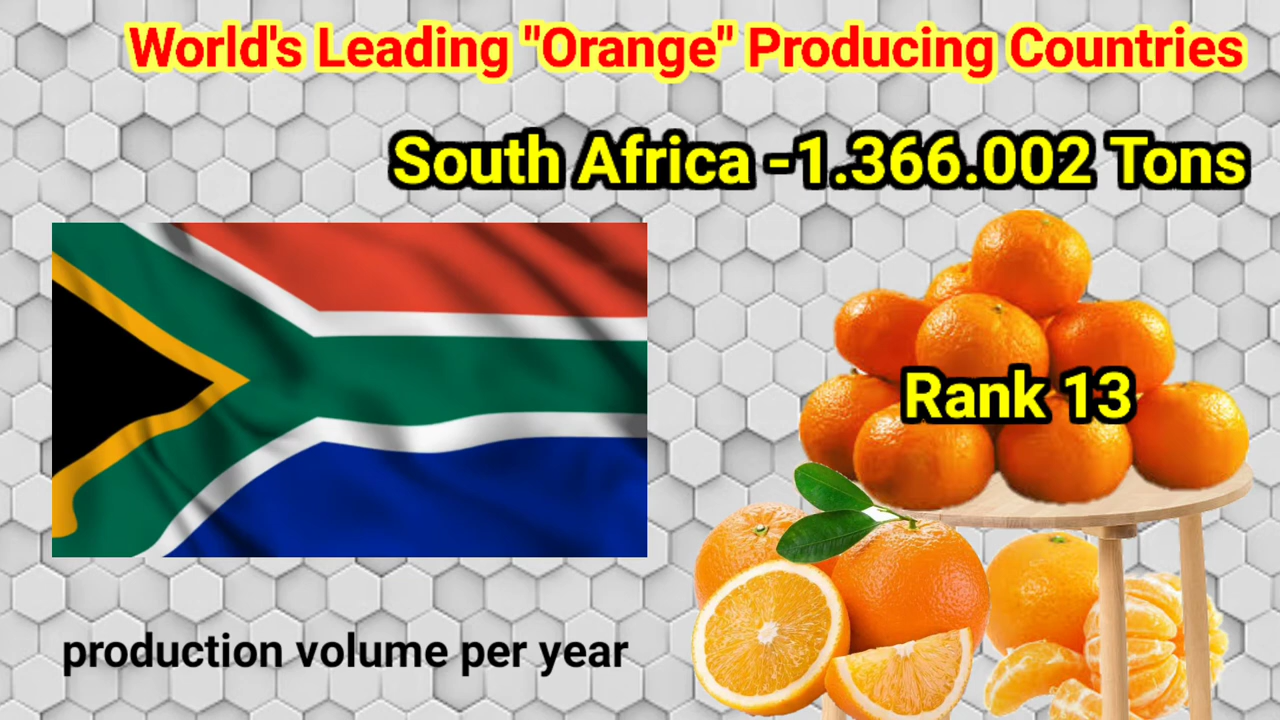 World's Leading "Orange" Producing Countries
South Africa -1.366.002 Tons
Rank 13
production volume per year